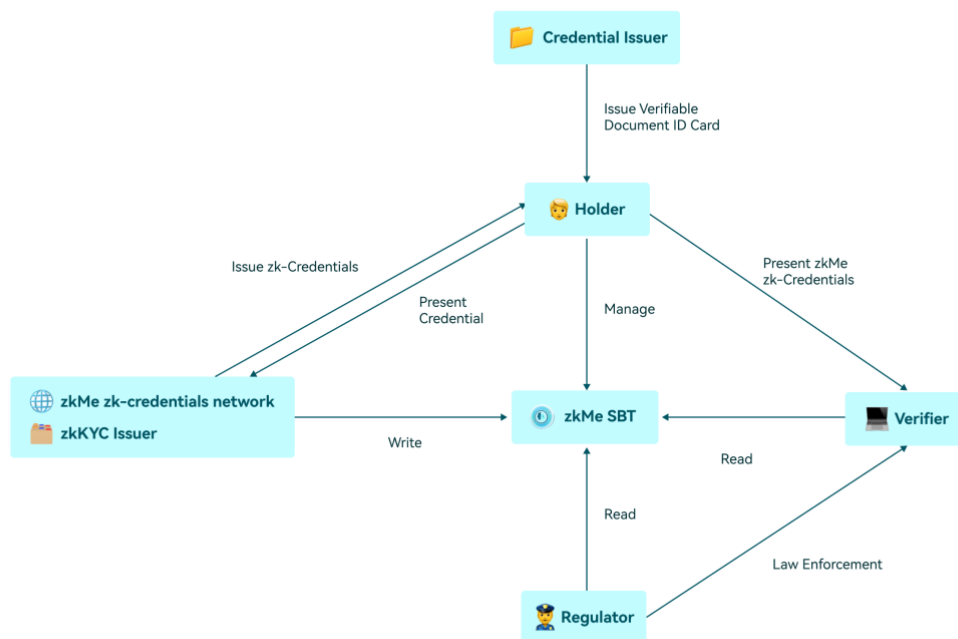 Credential Issuer
Issue Verifiable
Document ID Card
Holder
Issue zk-Credentials
Present
Credential
Manage
Present zkMe
zk-Credentials
zkMe zk-credentials network
zkKYC Issuer
Write
zkMe SBT
Read
Verifier
Read
Law Enforcement
Regulator